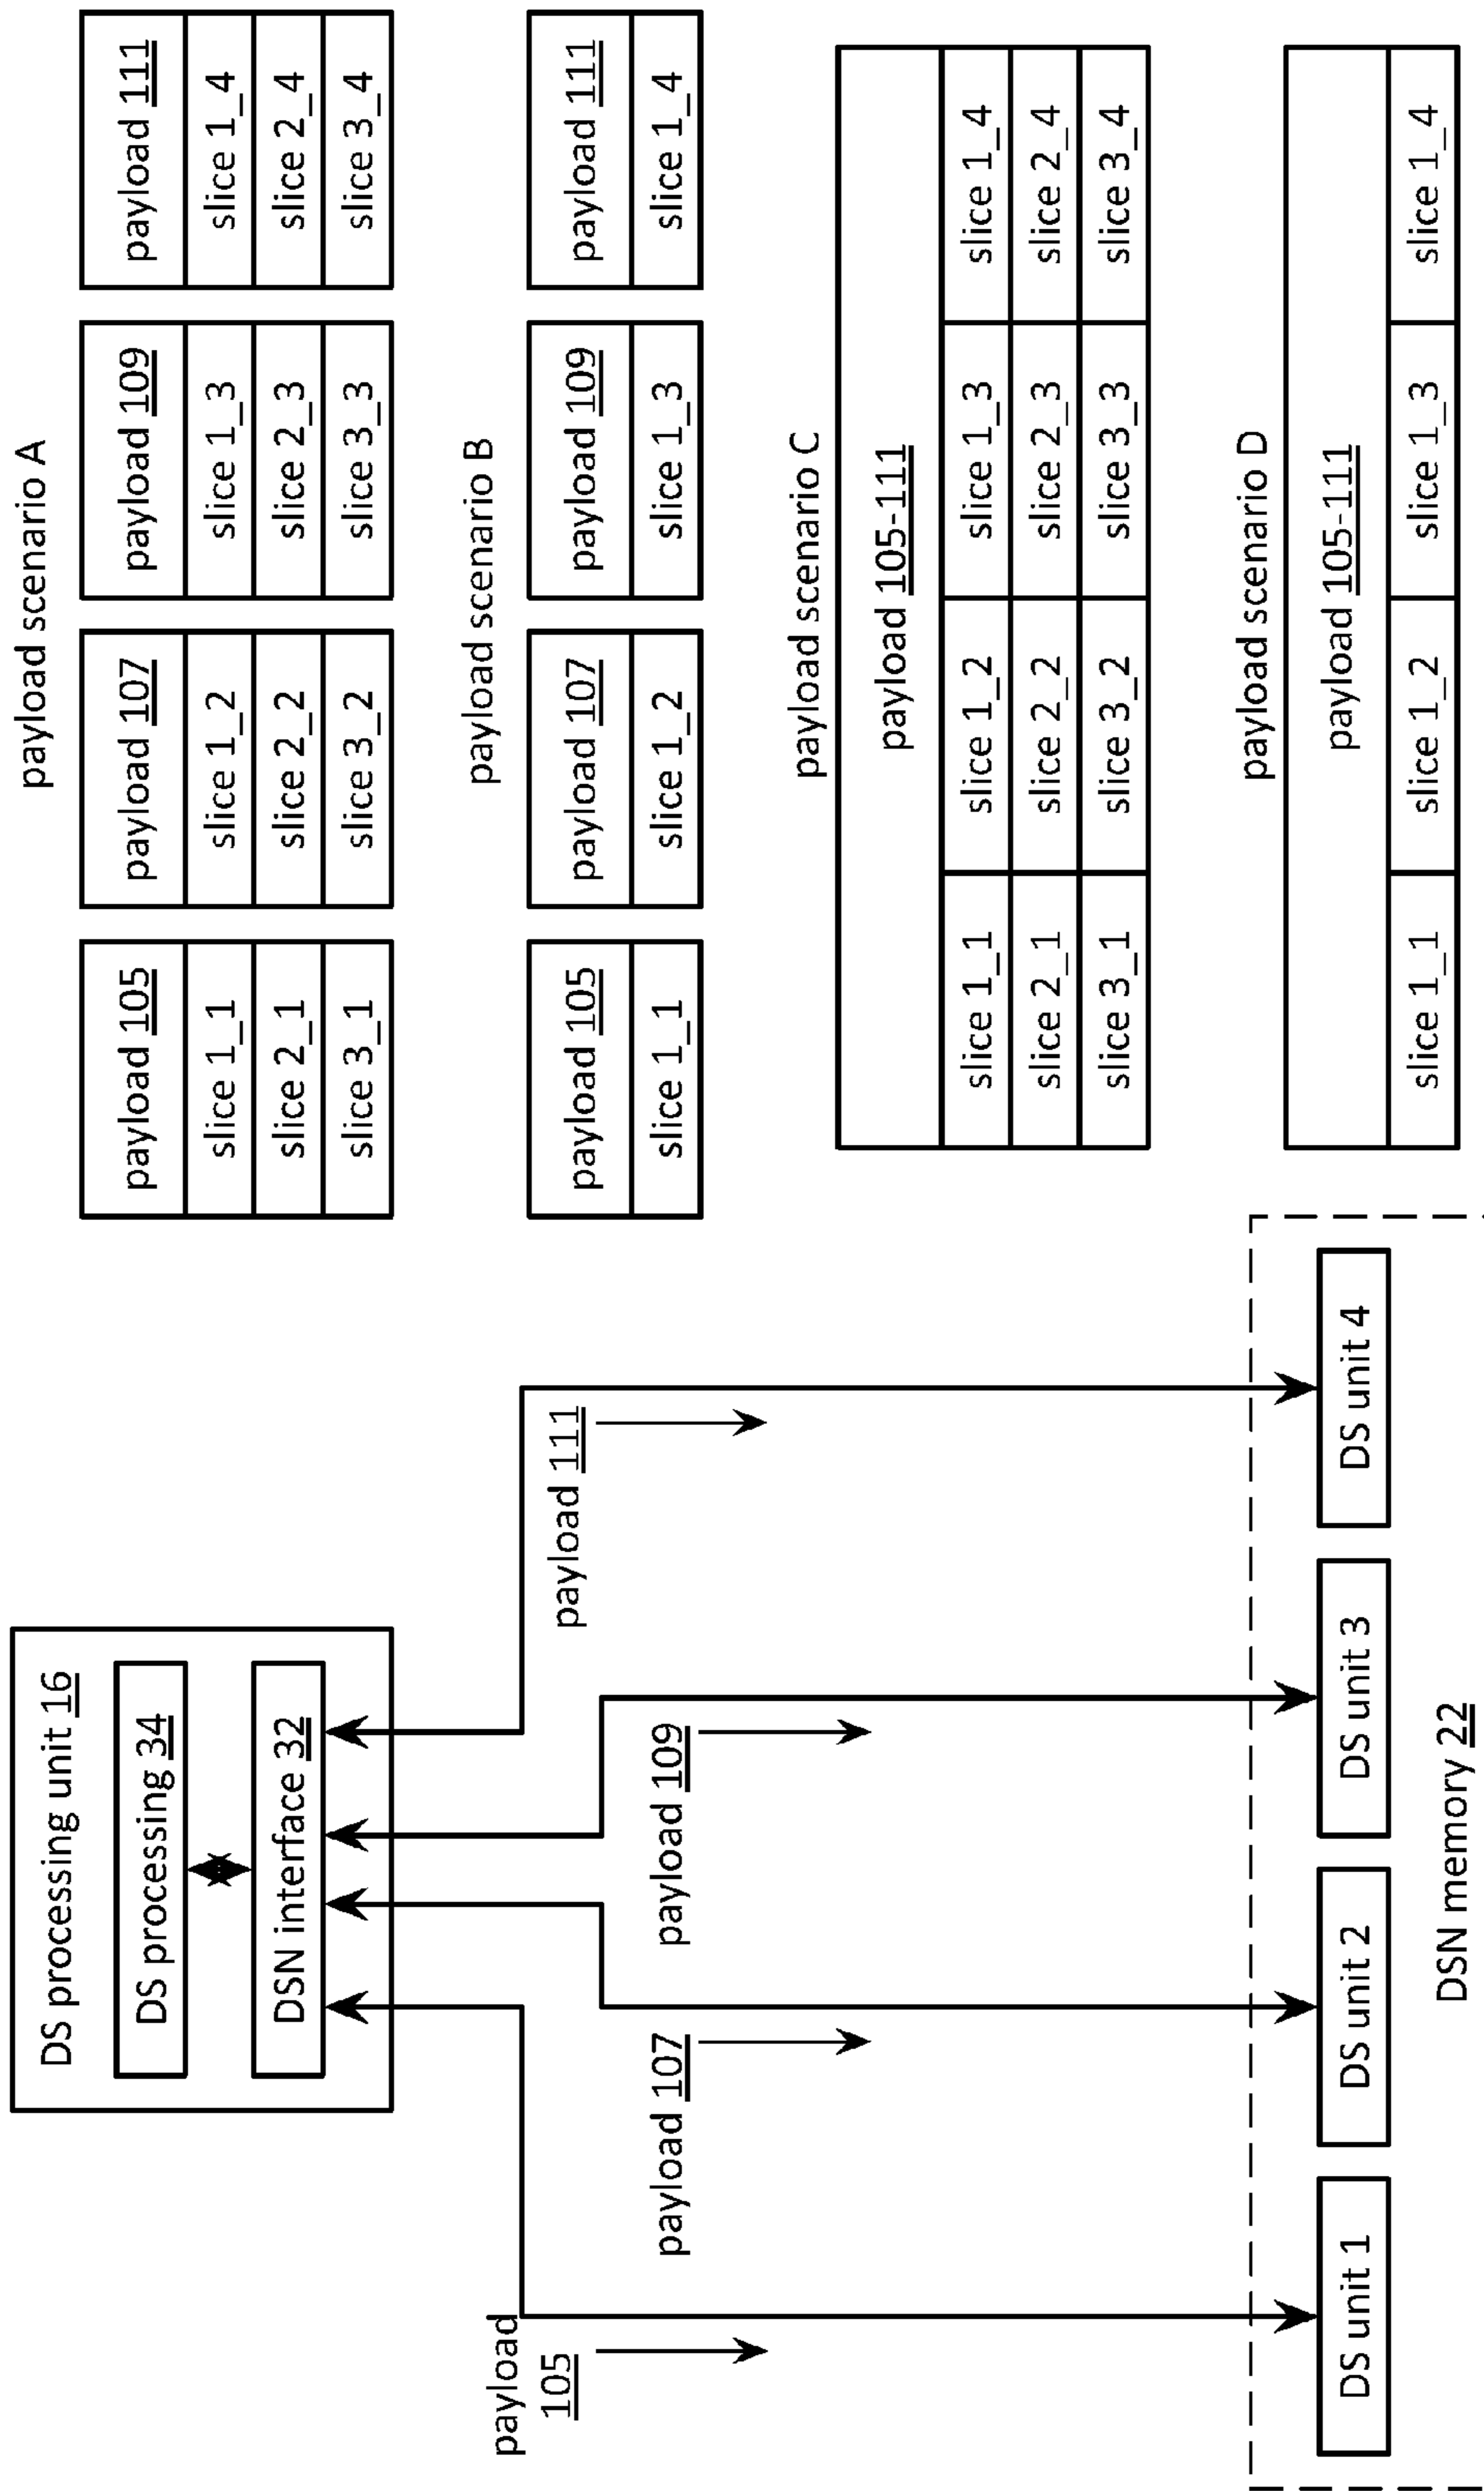 DS processing unit 16
DS processing 34
DSN interface 32
payload
105
payload 107
payload 109
payload 111
DS unit 1
DS unit 2
DS unit 3
DS unit 4
DSN memory 22
payload scenario A
payload 105
payload 107
payload 109
payload 111
slice 1_1
slice 1_2
slice 1_3
slice 1_4
slice 2_1
slice 2_2
slice 2_3
slice 2_4
slice 3_1
slice 3_2
slice 3_3
slice 3_4
payload scenario B
payload 105
payload 107
payload 109
payload 111
slice 1_1
slice 1_2
slice 1_3
slice 1_4
payload scenario C
payload 105-111
slice 1_1
slice 1_2
slice 1_3
slice 1_4
slice 2_1
slice 2_2
slice 2_3
slice 2_4
slice 3_1
slice 3_2
slice 3_3
slice 3_4
payload scenario D
payload 105-111
slice 1_1
slice 1_2
slice 1_3
slice 1_4